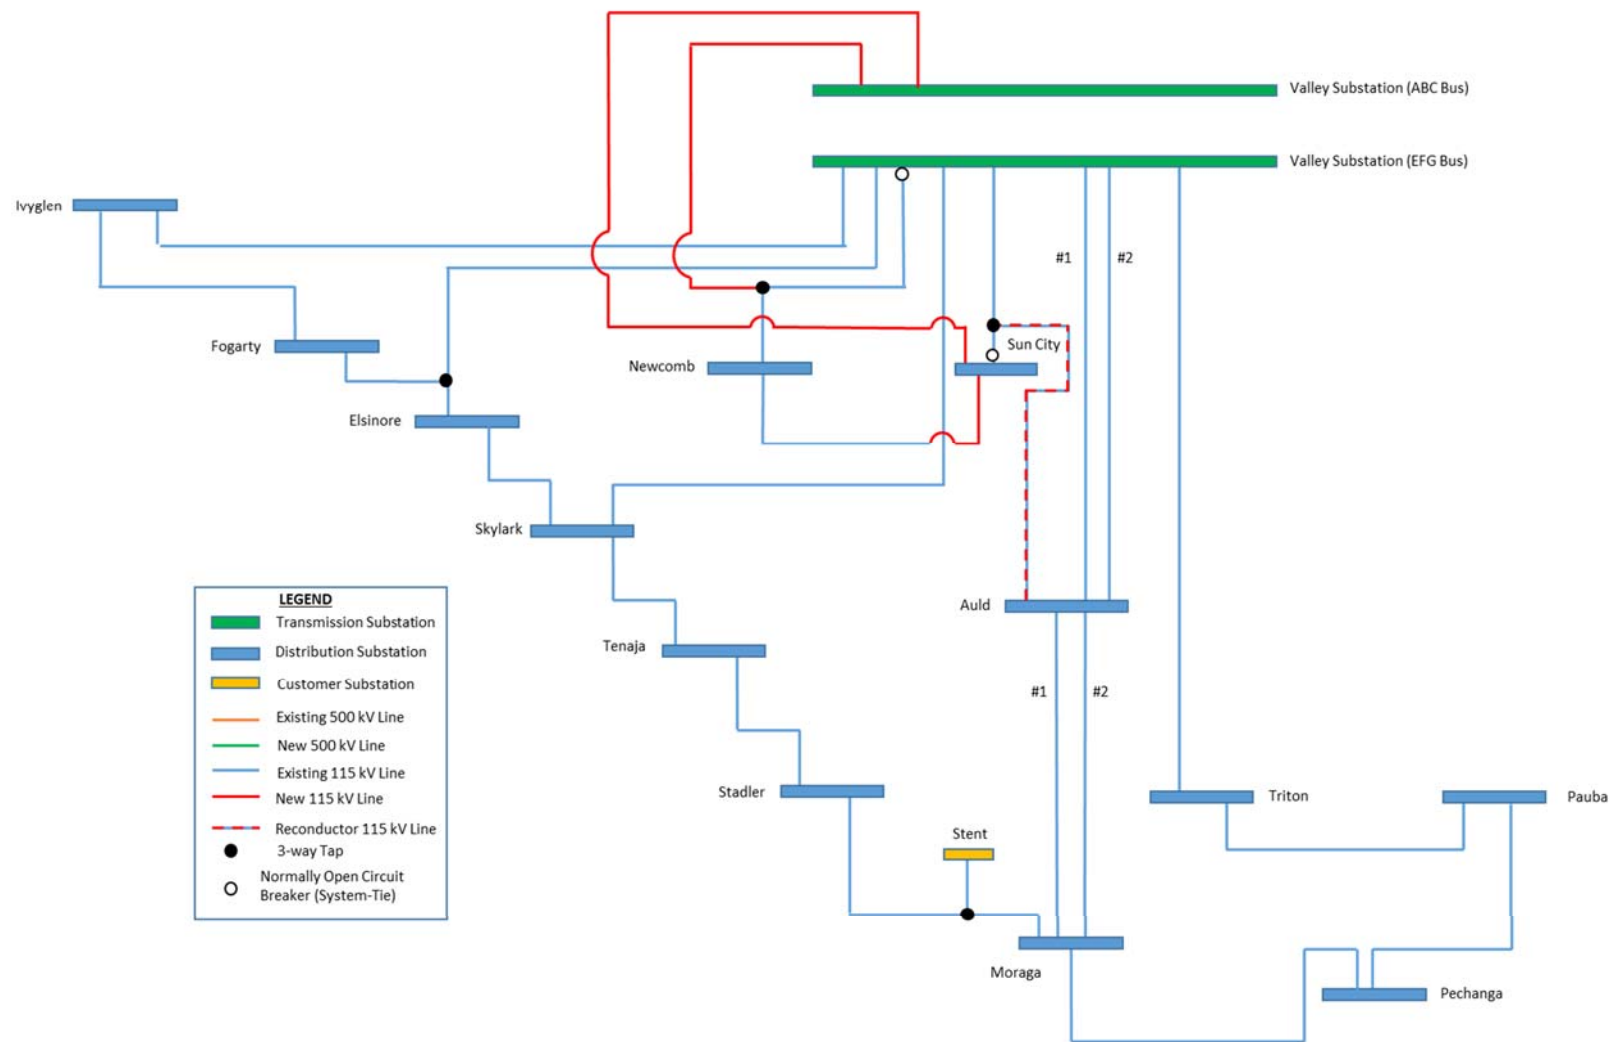 Valley Substation (ABC Bus)
Valley Substation (EFG Bus)
Ivyglen
#1
#2
Fogarty
Sun City
Newcomb
Elsinore
Skylark
LEGEND
Transmission Substation
Distribution Substation
Customer Substation
Existing 500 kV Line
New 500 kV Line
Existing 115 kV Line
New 115 kV Line
Reconductor 115 kV Line
3-way Tap
Normally Open Circuit
Breaker (System-Tie)
Auld
Tenaja
#1
#2
Stadler
Triton
Pauba
Stent
Moraga
Pechanga